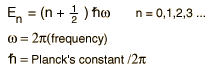 Eₙ = (n + ½ ) ℏω n = 0,1,2,3 ...
ω = 2π(frequency)
ℏ = Planck's constant /2π